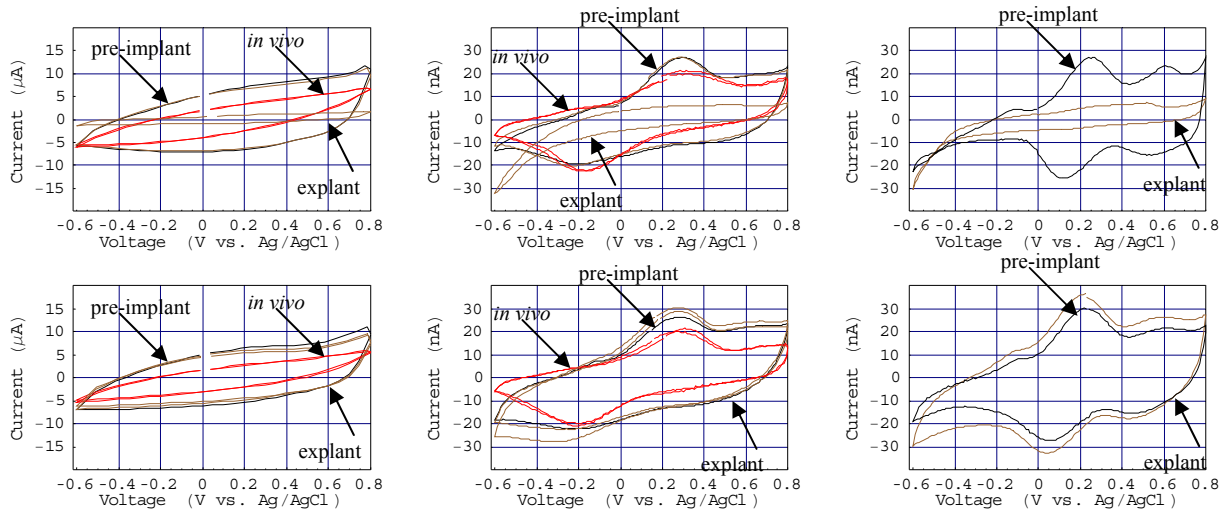 15
10
5
0
-5
-10
-15
Current (μA)
pre-implant
in vivo
explant
-0.6 -0.4 -0.2 0 0.2 0.4 0.6 0.8
Voltage (V vs. Ag/AgCl)
30
20
10
0
-10
-20
-30
Current (nA)
pre-implant
in vivo
explant
-0.6 -0.4 -0.2 0 0.2 0.4 0.6 0.8
Voltage (V vs. Ag/AgCl)
30
20
10
0
-10
-20
-30
Current (nA)
pre-implant
explant
-0.6 -0.4 -0.2 0 0.2 0.4 0.6 0.8
Voltage (V vs. Ag/AgCl)
15
10
5
0
-5
-10
-15
Current (μA)
pre-implant
in vivo
explant
-0.6 -0.4 -0.2 0 0.2 0.4 0.6 0.8
Voltage (V vs. Ag/AgCl)
30
20
10
0
-10
-20
-30
Current (nA)
pre-implant
in vivo
explant
-0.6 -0.4 -0.2 0 0.2 0.4 0.6 0.8
Voltage (V vs. Ag/AgCl)
30
20
10
0
-10
-20
-30
Current (nA)
pre-implant
explant
-0.6 -0.4 -0.2 0 0.2 0.4 0.6 0.8
Voltage (V vs. Ag/AgCl)